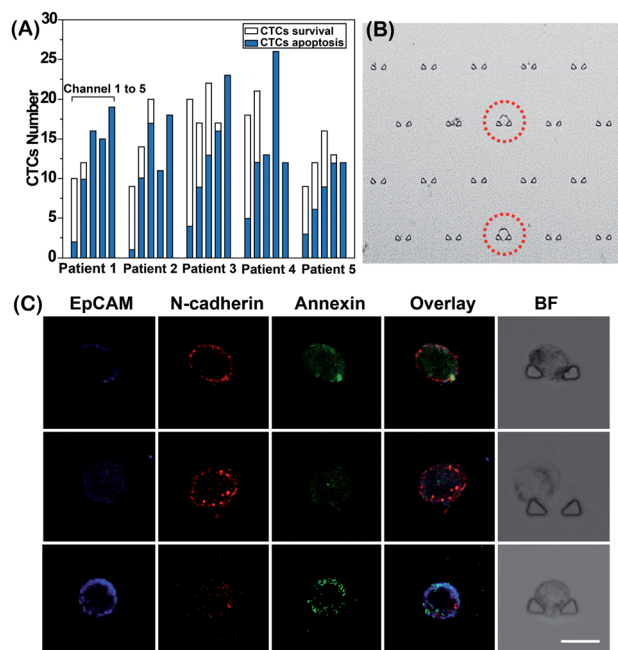 (A)
30
25
20
15
10
5
0
CTCs Number
CTCs survival
CTCs apoptosis
Channel 1 to 5
Patient 1 Patient 2 Patient 3 Patient 4 Patient 5
(B)
(C)
EpCAM N-cadherin Annexin Overlay BF